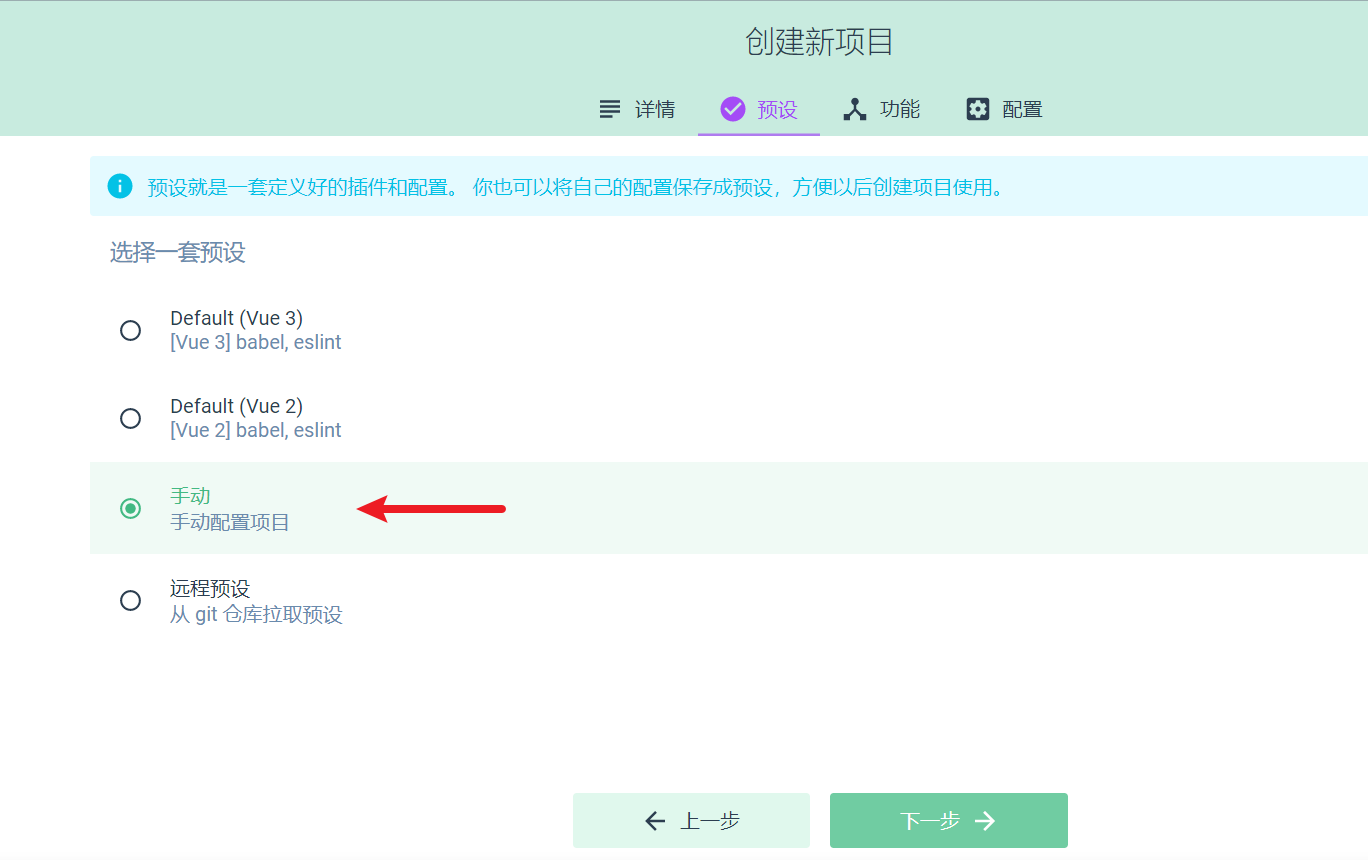 创建新项目
详情 预设 功能 配置
预设就是一套定义好的插件和配置。 你也可以将自己的配置保存成预设，方便以后创建项目使用。
选择一套预设
Default (Vue 3)
[Vue 3] babel, eslint
Default (Vue 2)
[Vue 2] babel, eslint
手动
手动配置项目
远程预设
从 git 仓库拉取预设
上一步 下一步